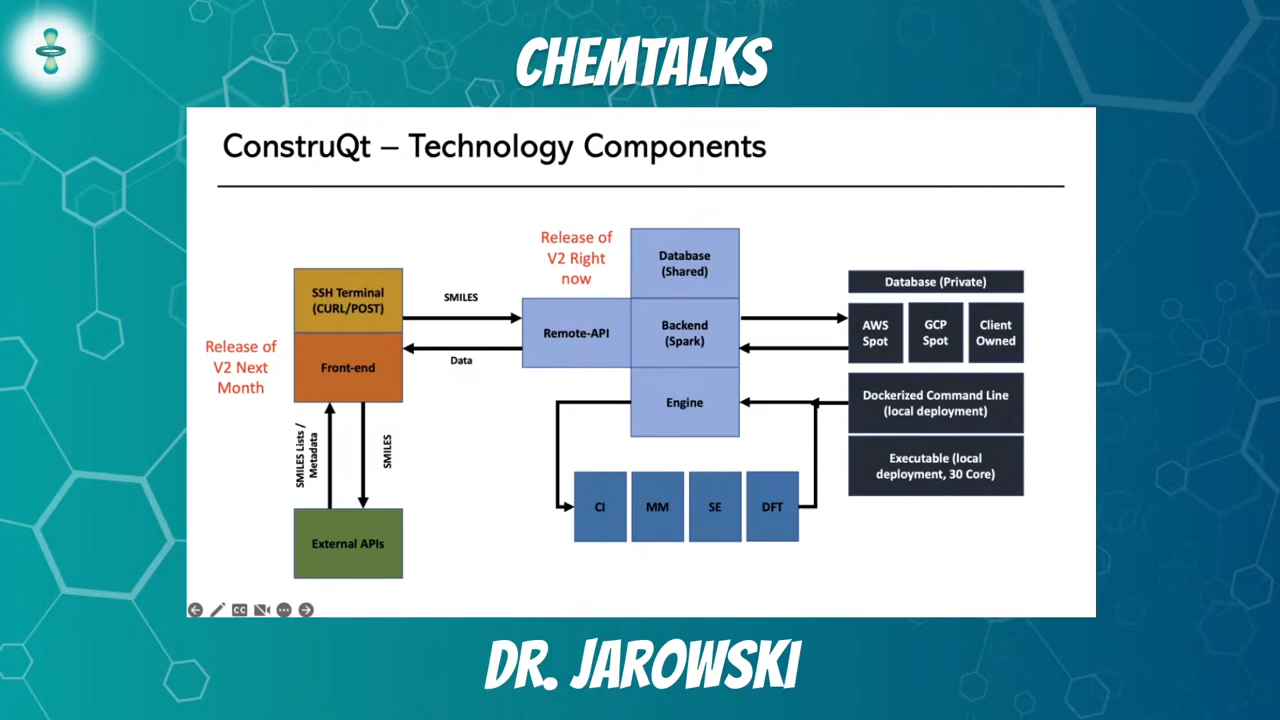 CHEMTALKS
ConstruQt – Technology Components
Release of
V2 Right
now
Database
(Shared)
SSH Terminal
(CURL/POST)
SMILES
Remote-API
Backend
(Spark)
Database (Private)
AWS
Spot
GCP
Spot
Client
Owned
Release of
V2 Next
Month
Front-end
Data
Engine
Dockerized Command Line
(local deployment)
Executable (local
deployment, 30 Core)
SMILES Lists /
Metadata
SMILES
CI
MM
SE
DFT
External APIs
CC
DR. JAROWSKI